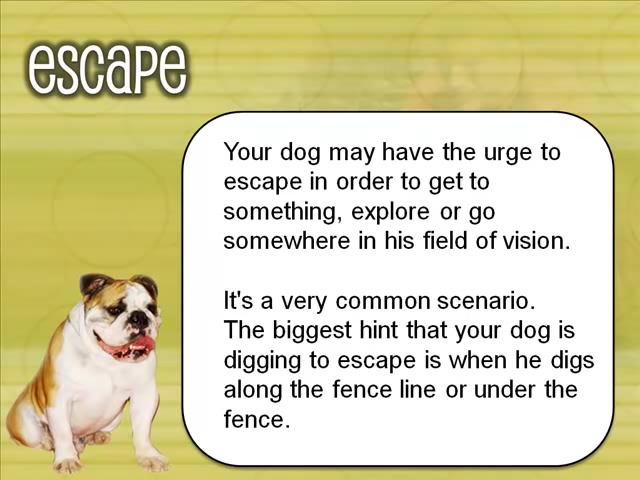 escape
Your dog may have the urge to
escape in order to get to
something, explore or go
somewhere in his field of vision.
It's a very common scenario.
The biggest hint that your dog is
digging to escape is when he digs
along the fence line or under the
fence.